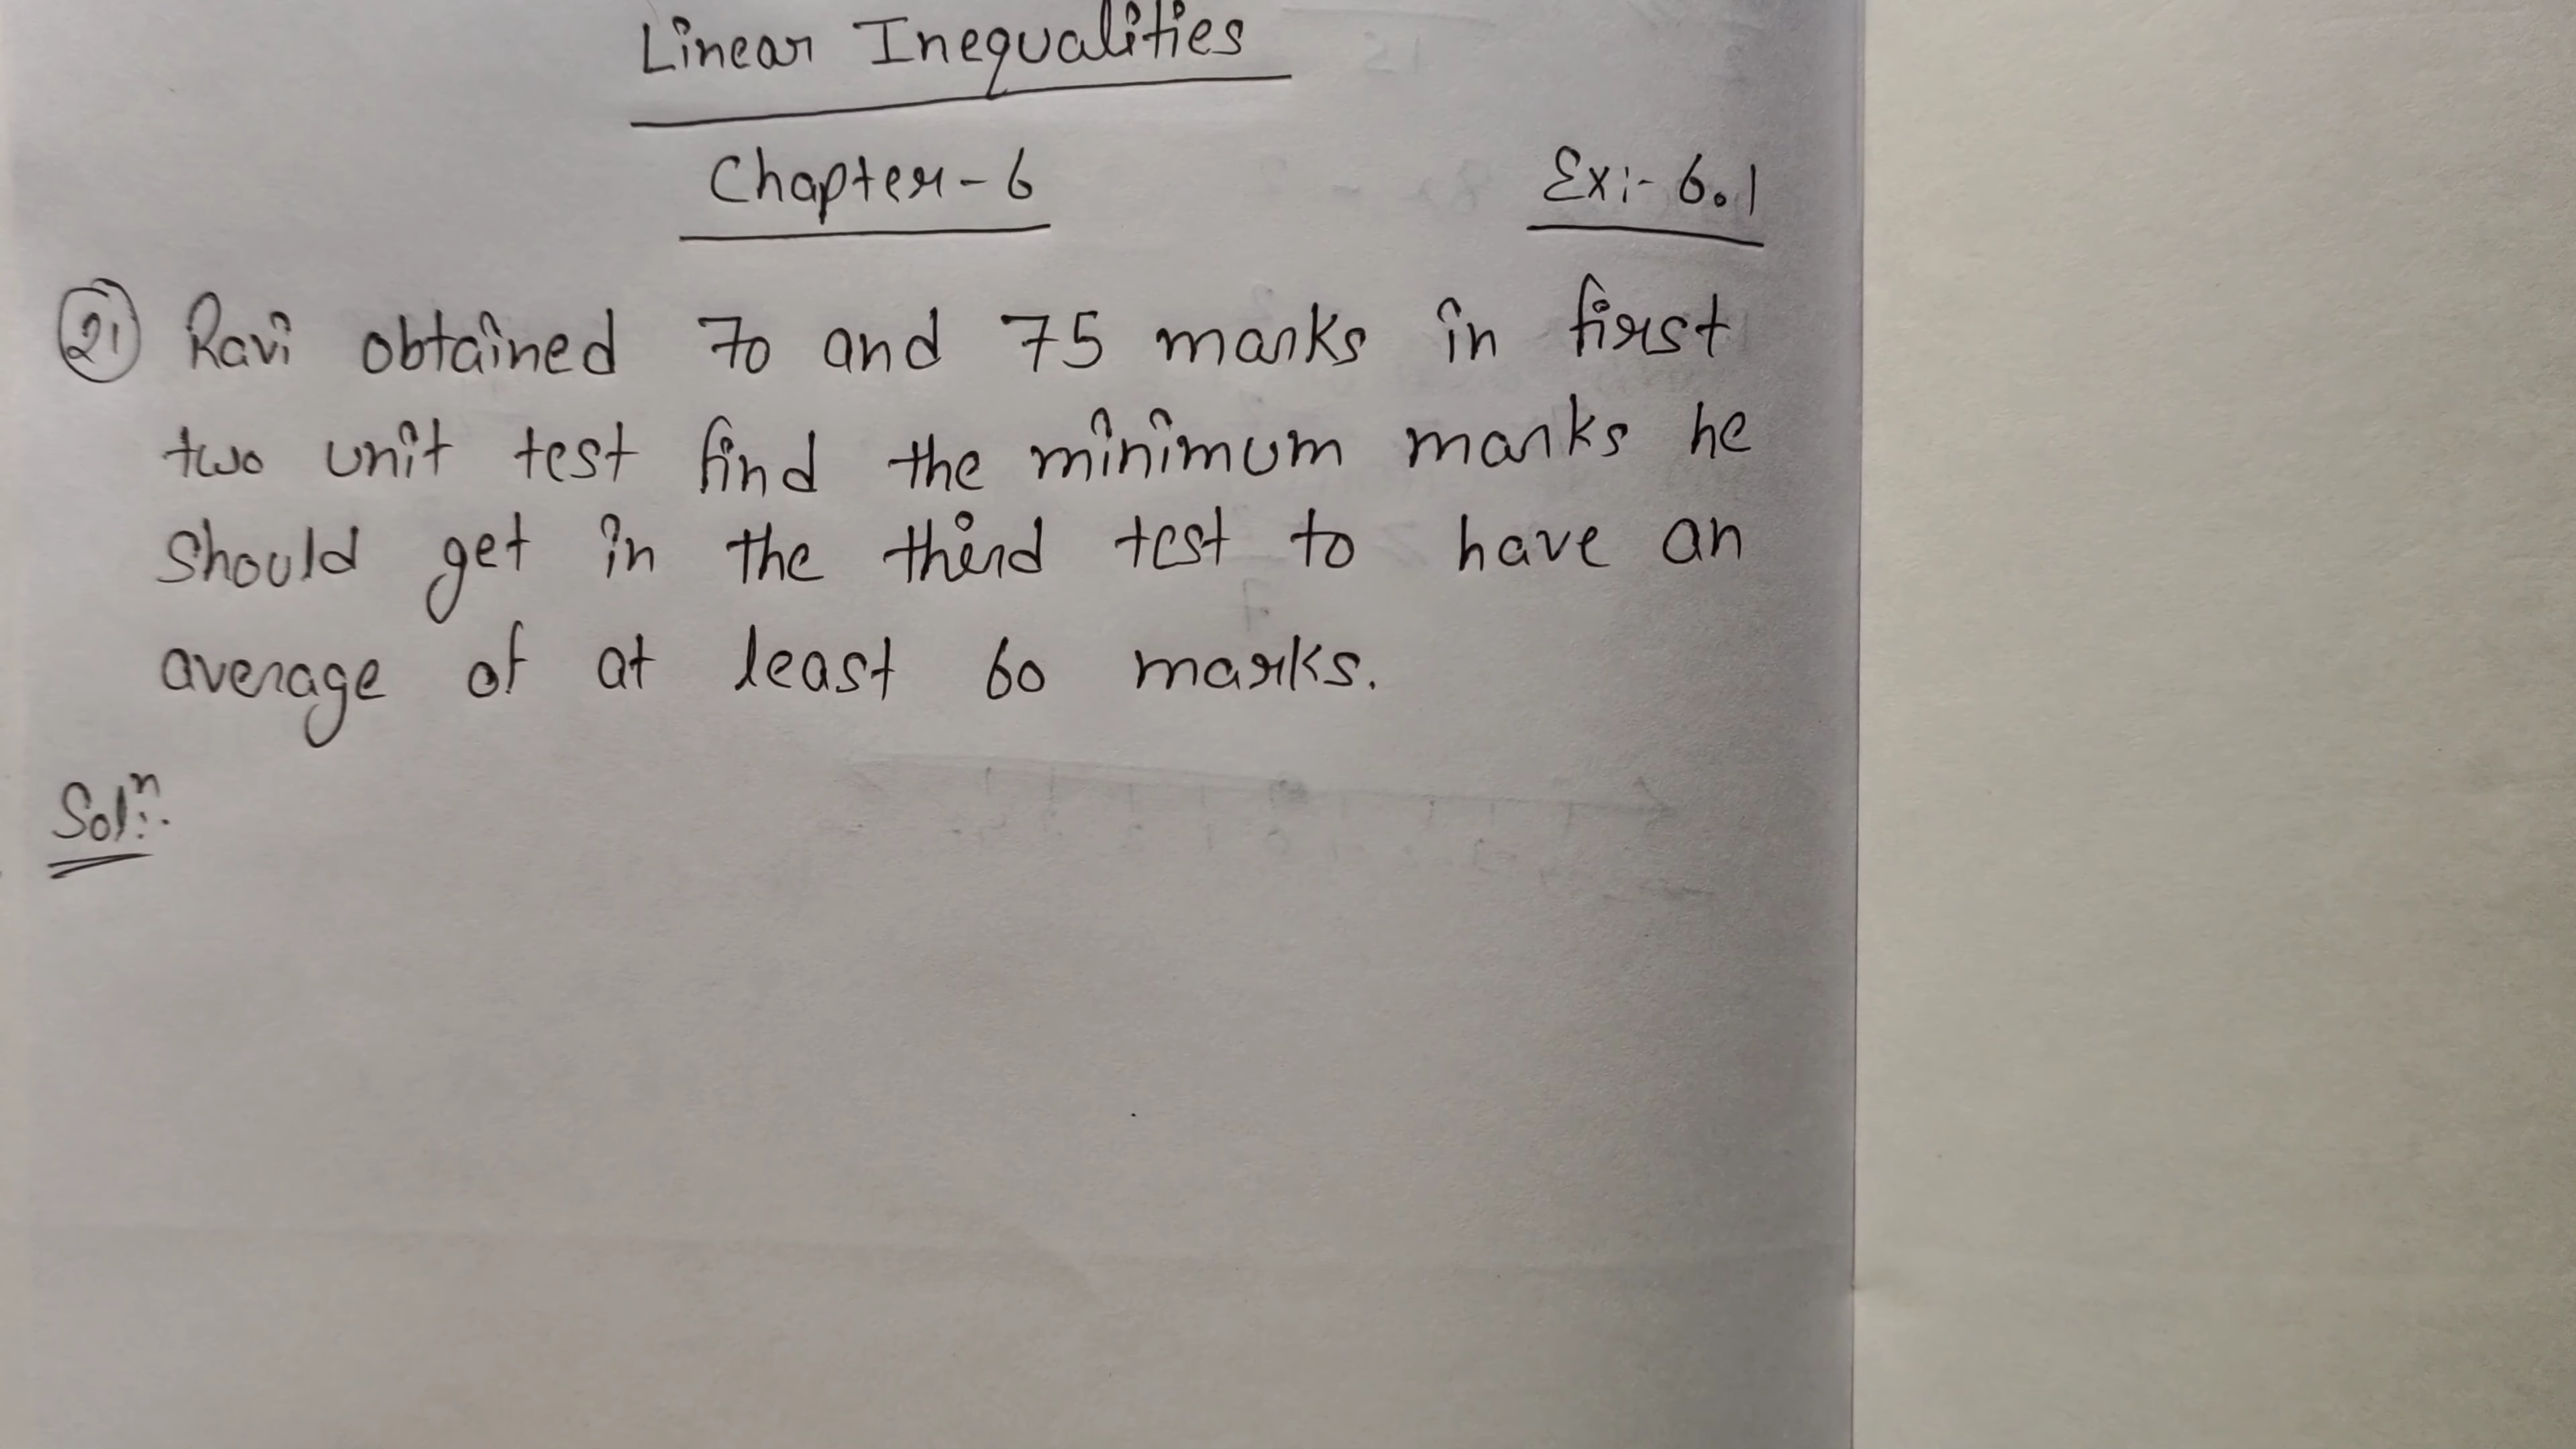 Linear Inequalities
Chapter-6 Ex:- 6.1
21 Ravi obtained 70 and 75 marks in first
two unit test find the minimum marks he
should get in the third test to have an
average of at least 60 marks.
Solⁿ:.